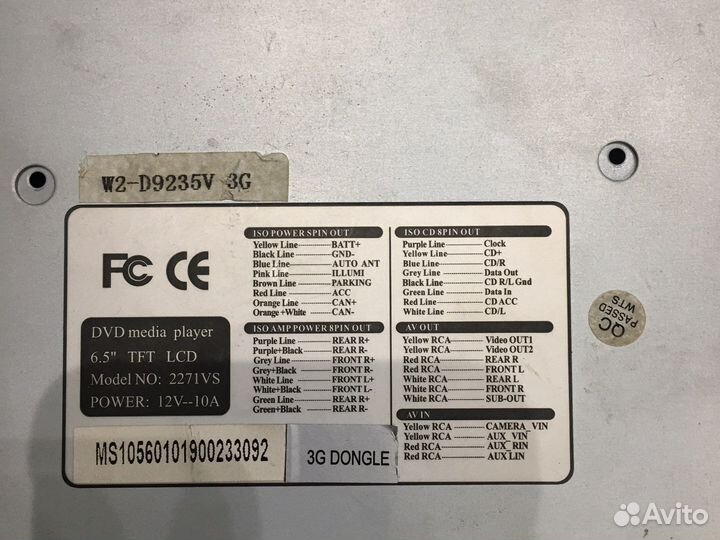 W2-D9235V 3G
FC CE
DVD media player
6.5" TFT LCD
Model NO: 2271VS
POWER: 12V--10A
ISO POWER 8PIN OUT
Yellow Line BATT+
Black Line GND-
Blue Line AUTO ANT
Pink Line ILLUMI
Brown Line PARKING
Red Line ACC
Orange Line CAN+
Orange +White CAN-
ISO AMP POWER 8PIN OUT
Purple Line REAR R+
Purple+Black REAR R-
Grey Line FRONT R+
Grey+Black FRONT R-
White Line FRONT L+
White+Black FRONT L-
Green Line REAR R+
Green+Black REAR R-
ISO CD 8PIN OUT
Purple Line Clock
Yellow Line CD+
Blue Line CD/R
Grey Line Data Out
Black Line CD R/L Gnd
Green Line Data In
Red Line CD ACC
White Line CD/L
AV OUT
Yellow RCA Video OUT1
Yellow RCA Video OUT2
Red RCA REAR R
Red RCA FRONT L
White RCA REAR L
White RCA FRONT R
White RCA SUB-OUT
AV IN
Yellow RCA CAMERA_VIN
Yellow RCA AUX_VIN
Red RCA AUX_RIN
Red RCA AUX LIN
MS10560101900233092
3G DONGLE
QC
PASSED
WTS
Avito